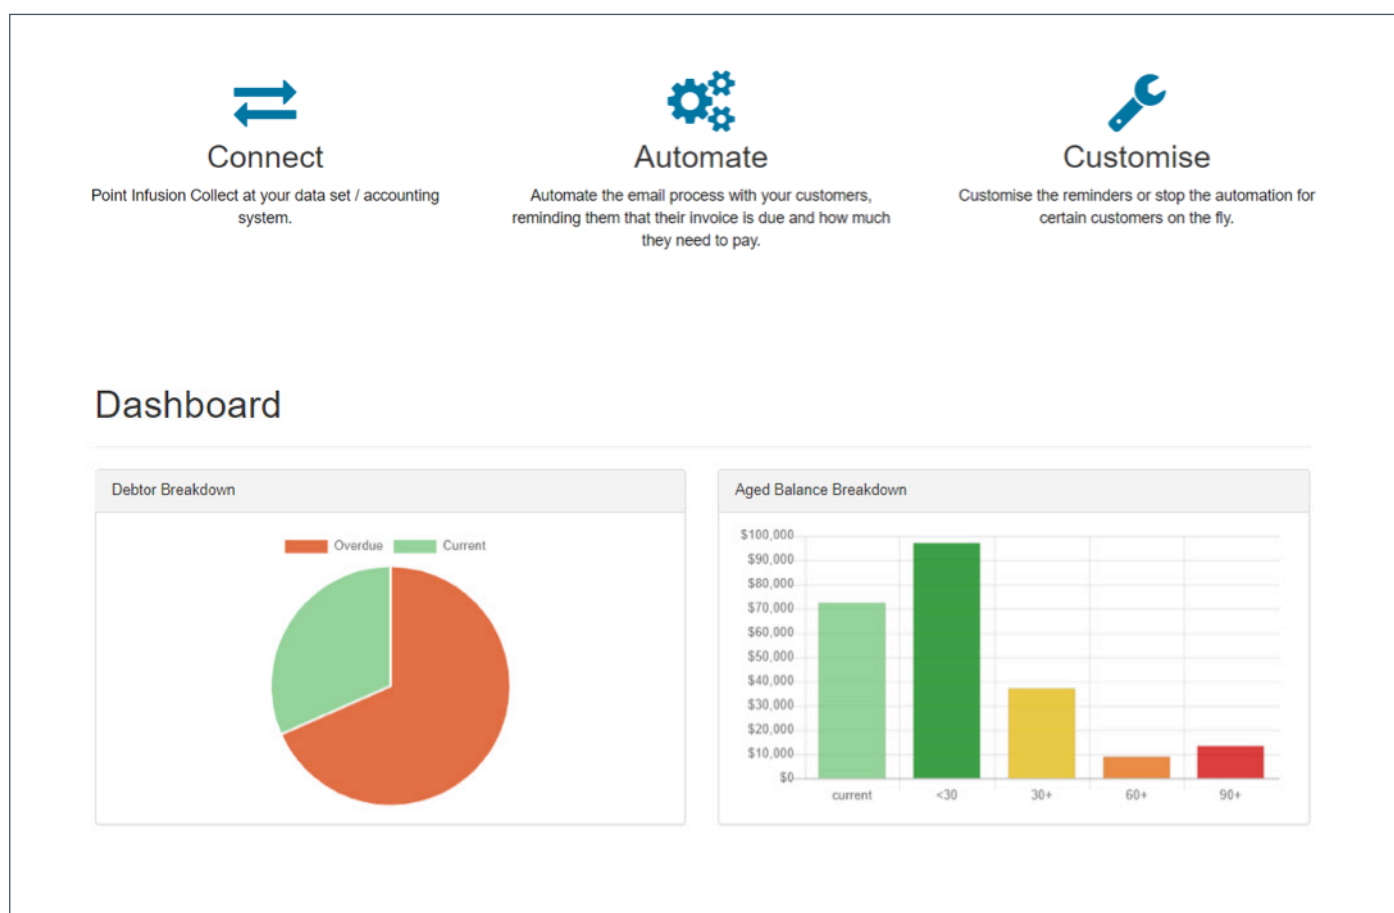 Connect
Point Infusion Collect at your data set / accounting
system.
Automate
Automate the email process with your customers,
reminding them that their invoice is due and how much
they need to pay.
Customise
Customise the reminders or stop the automation for
certain customers on the fly.
Dashboard
Debtor Breakdown
Overdue Current
Aged Balance Breakdown
$100,000
$90,000
$80,000
$70,000
$60,000
$50,000
$40,000
$30,000
$20,000
$10,000
$0
current <30 30+ 60+ 90+